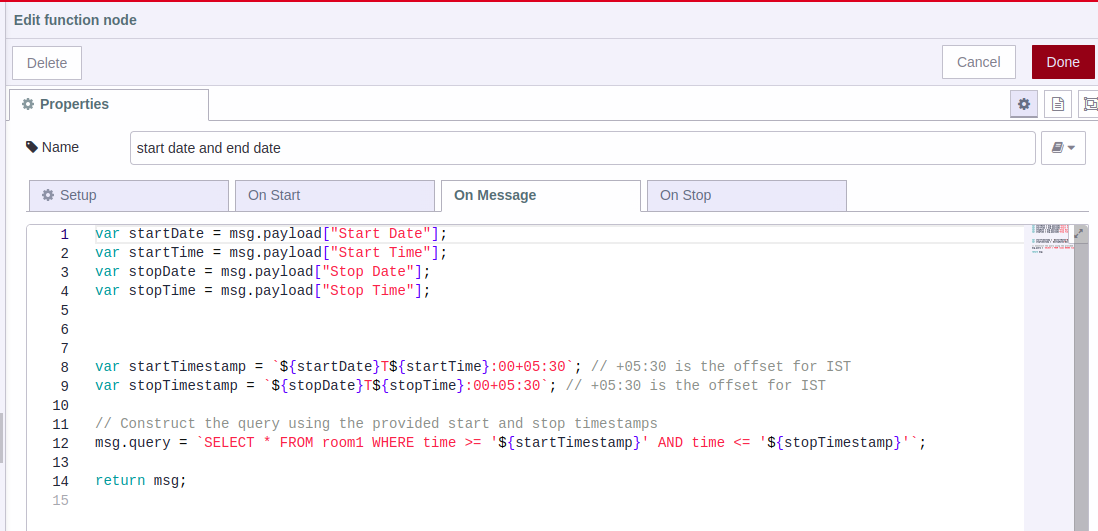 Edit function node
Delete
Cancel
Done
Properties
Name
start date and end date
Setup
On Start
On Message
On Stop
1 var startDate = msg.payload["Start Date"];
2 var startTime = msg.payload["Start Time"];
3 var stopDate = msg.payload["Stop Date"];
4 var stopTime = msg.payload["Stop Time"];
5
6
7
8 var startTimestamp = `${startDate}T${startTime}:00+05:30`; // +05:30 is the offset for IST
9 var stopTimestamp = `${stopDate}T${stopTime}:00+05:30`; // +05:30 is the offset for IST
10
11 // Construct the query using the provided start and stop timestamps
12 msg.query = `SELECT * FROM room1 WHERE time >= '${startTimestamp}' AND time <= '${stopTimestamp}'`;
13
14 return msg;
15